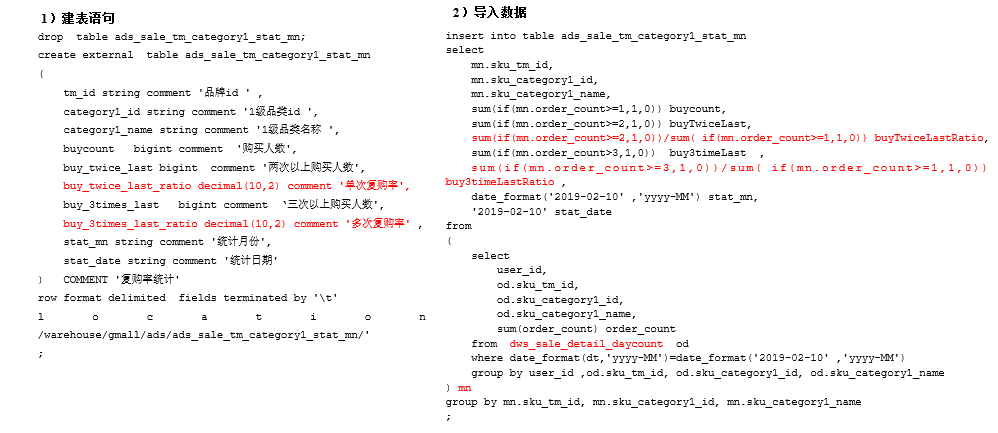 1）建表语句
drop  table ads_sale_tm_category1_stat_mn;
create external  table ads_sale_tm_category1_stat_mn
(
    tm_id string comment '品牌id ' ,
    category1_id string comment '1级品类id ',
    category1_name string comment '1级品类名称 ',
    buycount   bigint comment  '购买人数',
    buy_twice_last bigint  comment '两次以上购买人数',
    buy_twice_last_ratio decimal(10,2) comment '单次复购率',
    buy_3times_last   bigint comment  '三次以上购买人数',
    buy_3times_last_ratio decimal(10,2) comment '多次复购率' ,
    stat_mn string comment '统计月份',
    stat_date string comment '统计日期'
)   COMMENT '复购率统计'
row format delimited  fields terminated by '\t'
l o c a t i o n
/warehouse/gmall/ads/ads_sale_tm_category1_stat_mn/'
;
2）导入数据
insert into table ads_sale_tm_category1_stat_mn
select
    mn.sku_tm_id,
    mn.sku_category1_id,
    mn.sku_category1_name,
    sum(if(mn.order_count>=1,1,0)) buycount,
    sum(if(mn.order_count>=2,1,0)) buyTwiceLast,
    sum(if(mn.order_count>=2,1,0))/sum( if(mn.order_count>=1,1,0)) buyTwiceLastRatio,
    sum(if(mn.order_count>3,1,0))  buy3timeLast  ,
    sum(if(mn.order_count>=3,1,0))/sum( if(mn.order_count>=1,1,0))
buy3timeLastRatio ,
    date_format('2019-02-10' ,'yyyy-MM') stat_mn,
    '2019-02-10' stat_date
from
(
    select
        user_id,
        od.sku_tm_id,
        od.sku_category1_id,
        od.sku_category1_name,
        sum(order_count) order_count
    from  dws_sale_detail_daycount  od
    where date_format(dt,'yyyy-MM')=date_format('2019-02-10' ,'yyyy-MM')
    group by user_id ,od.sku_tm_id, od.sku_category1_id, od.sku_category1_name
) mn
group by mn.sku_tm_id, mn.sku_category1_id, mn.sku_category1_name
;